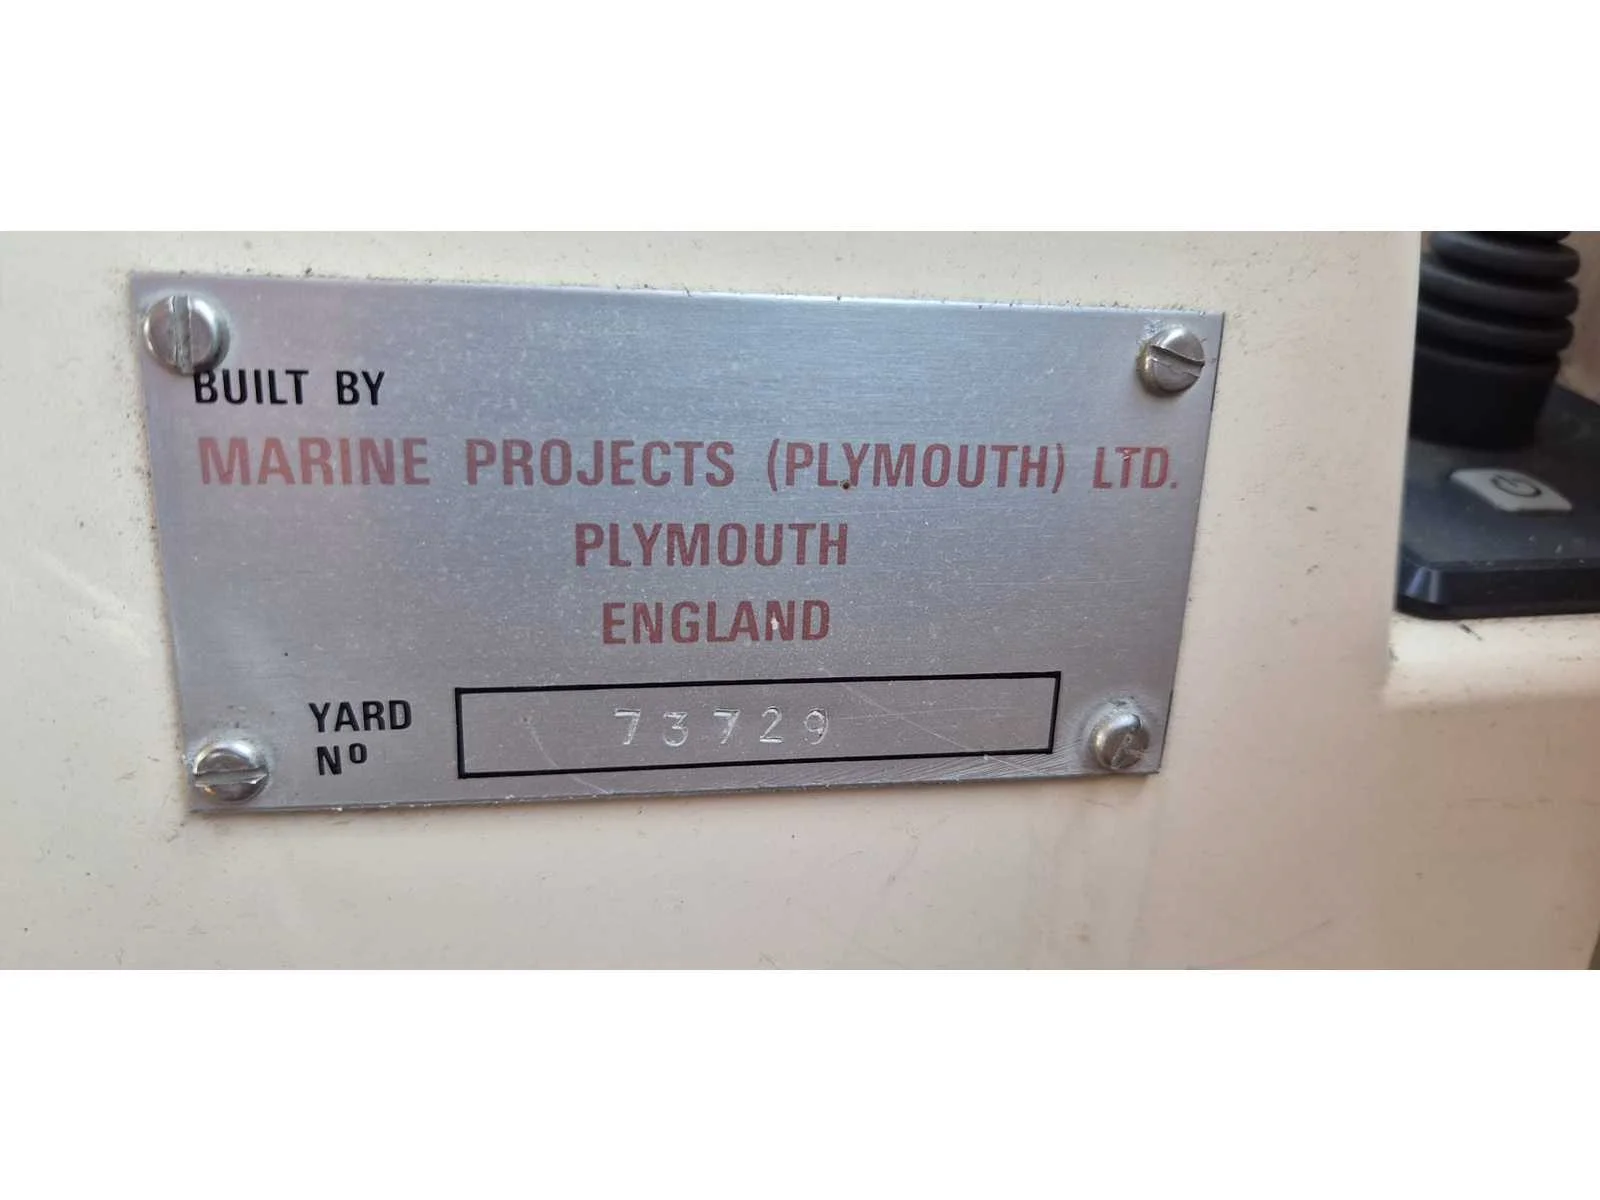 BUILT BY
MARINE PROJECTS (PLYMOUTH) LTD.
PLYMOUTH
ENGLAND
YARD
Nº
73729